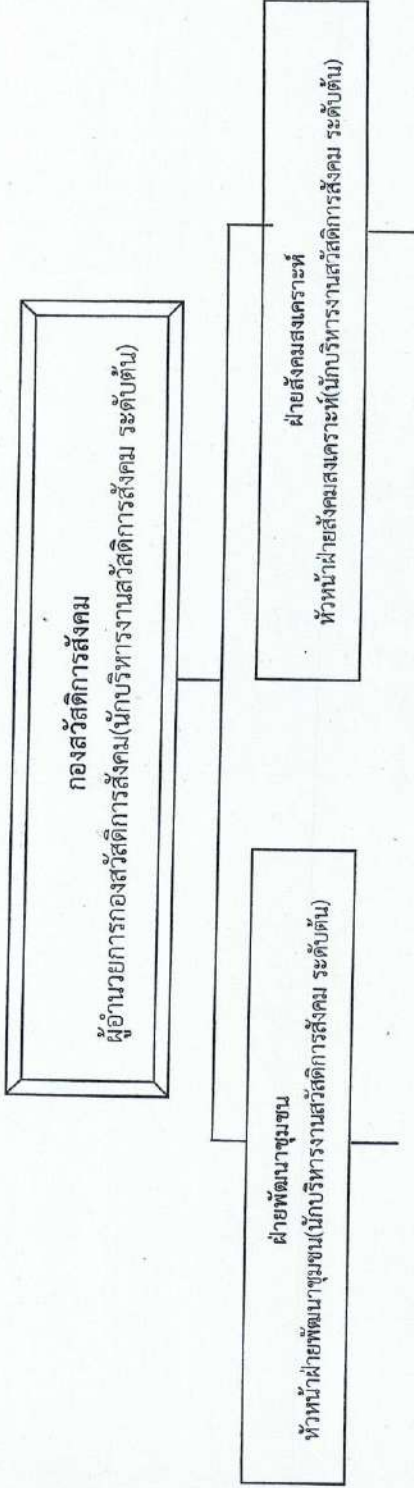 กองสวัสดิการสังคม
ผู้อำนวยการกองสวัสดิการสังคม(นักบริหารงานสวัสดิการสังคม ระดับต้น)
ฝ่ายพัฒนาชุมชน
หัวหน้าฝ่ายพัฒนาชุมชน(นักบริหารงานสวัสดิการสังคม ระดับต้น)
ฝ่ายสังคมสงเคราะห์
หัวหน้าฝ่ายสังคมสงเคราะห์(นักบริหารงานสวัสดิการสังคม ระดับต้น)